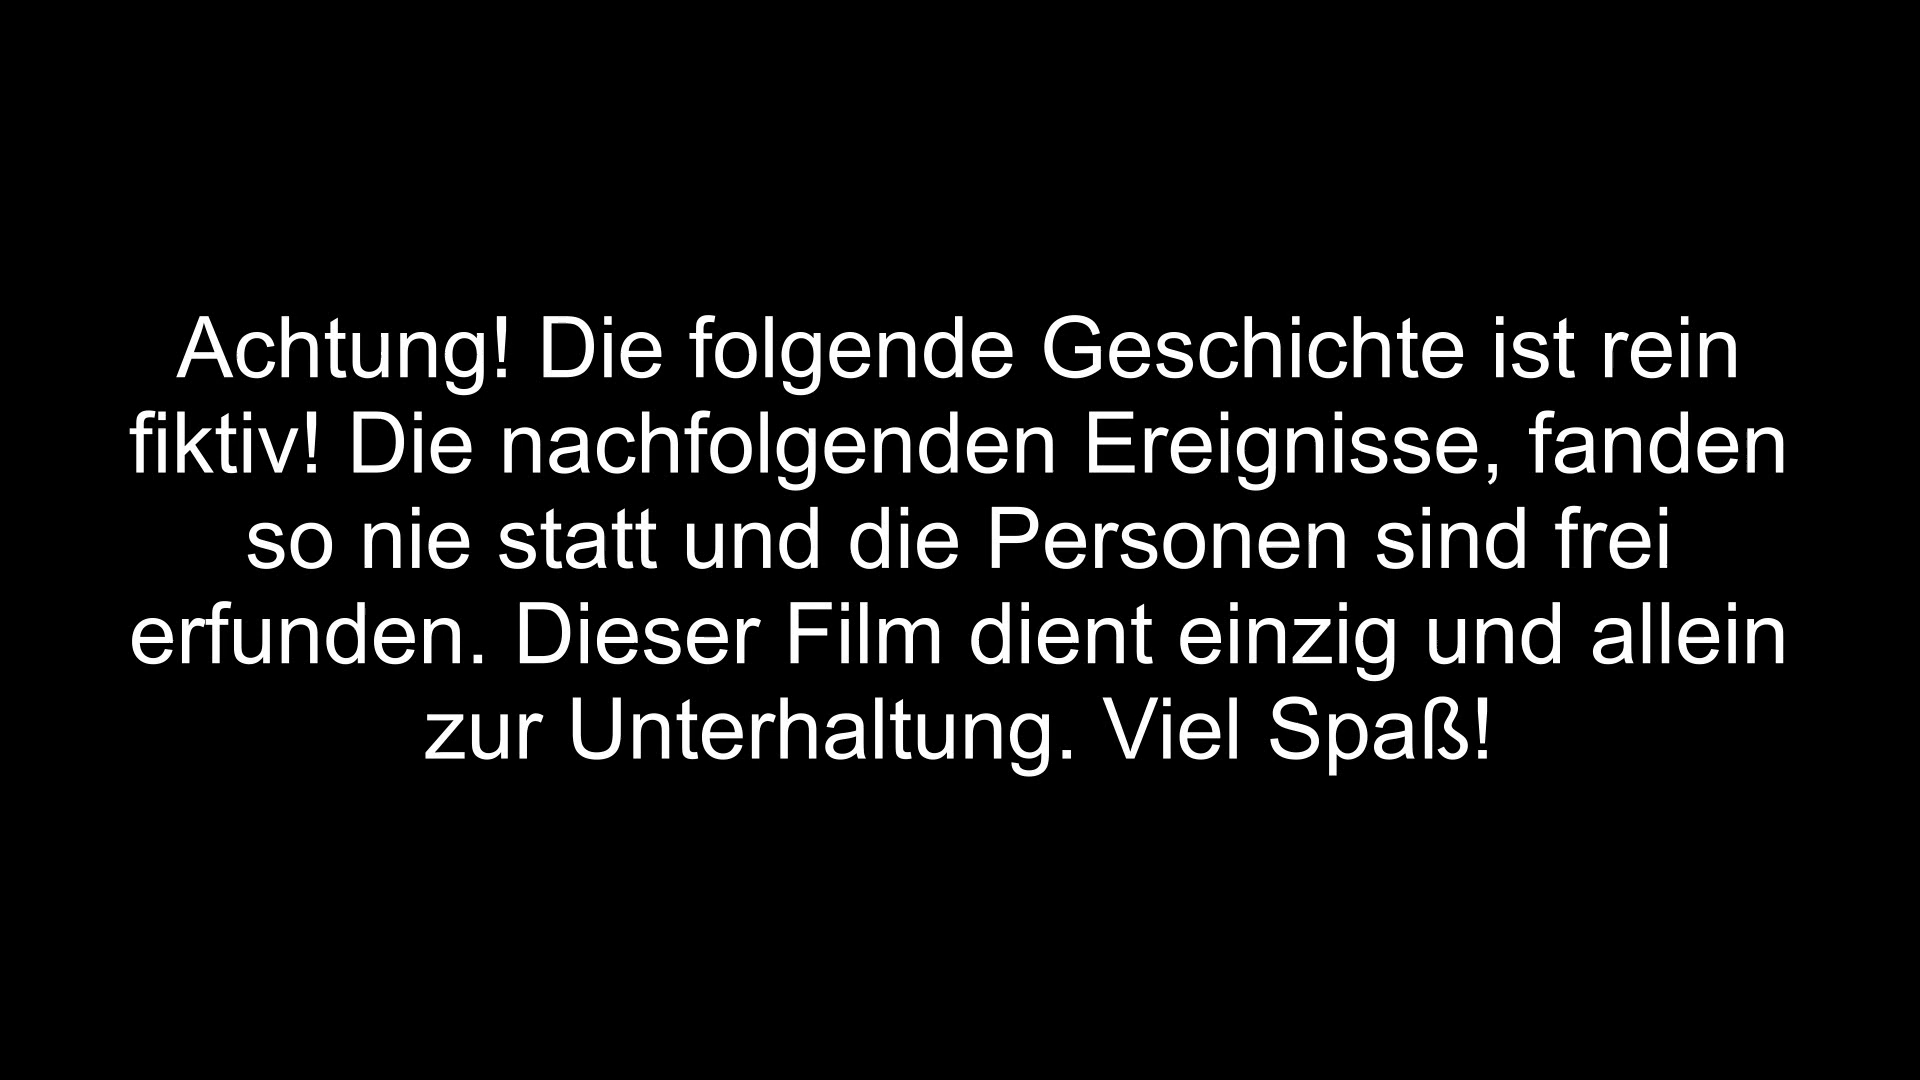 Achtung! Die folgende Geschichte ist rein
fiktiv! Die nachfolgenden Ereignisse, fanden
so nie statt und die Personen sind frei
erfunden. Dieser Film dient einzig und allein
zur Unterhaltung. Viel Spaß!